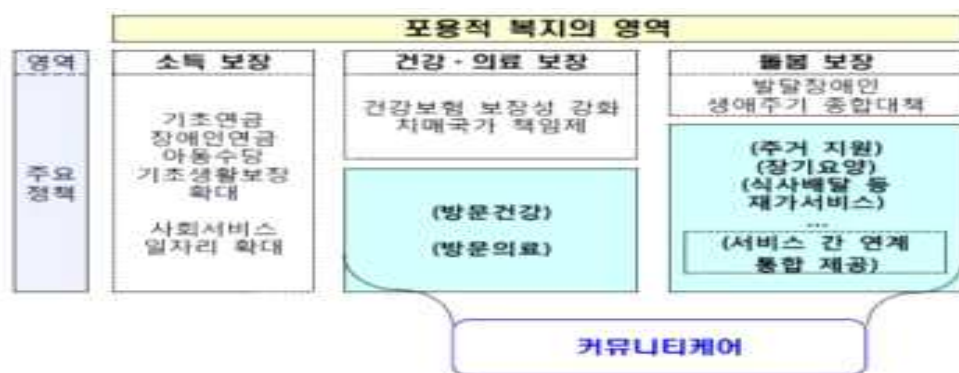 포용적 복지의 영역
영역
소득 보장
건강·의료 보장
돌봄 보장
주요
정책
기초연금
장애인연금
아동수당
기초생활보장
확대
사회서비스
일자리 확대
건강보험 보장성 강화
치매국가 책임제
(방문건강)
(방문의료)
발달장애인
생애주기 종합대책
(주거 지원)
(장기요양)
(식사배달 등
재가서비스)
...
(서비스 간 연계
통합 제공)
커뮤니티케어